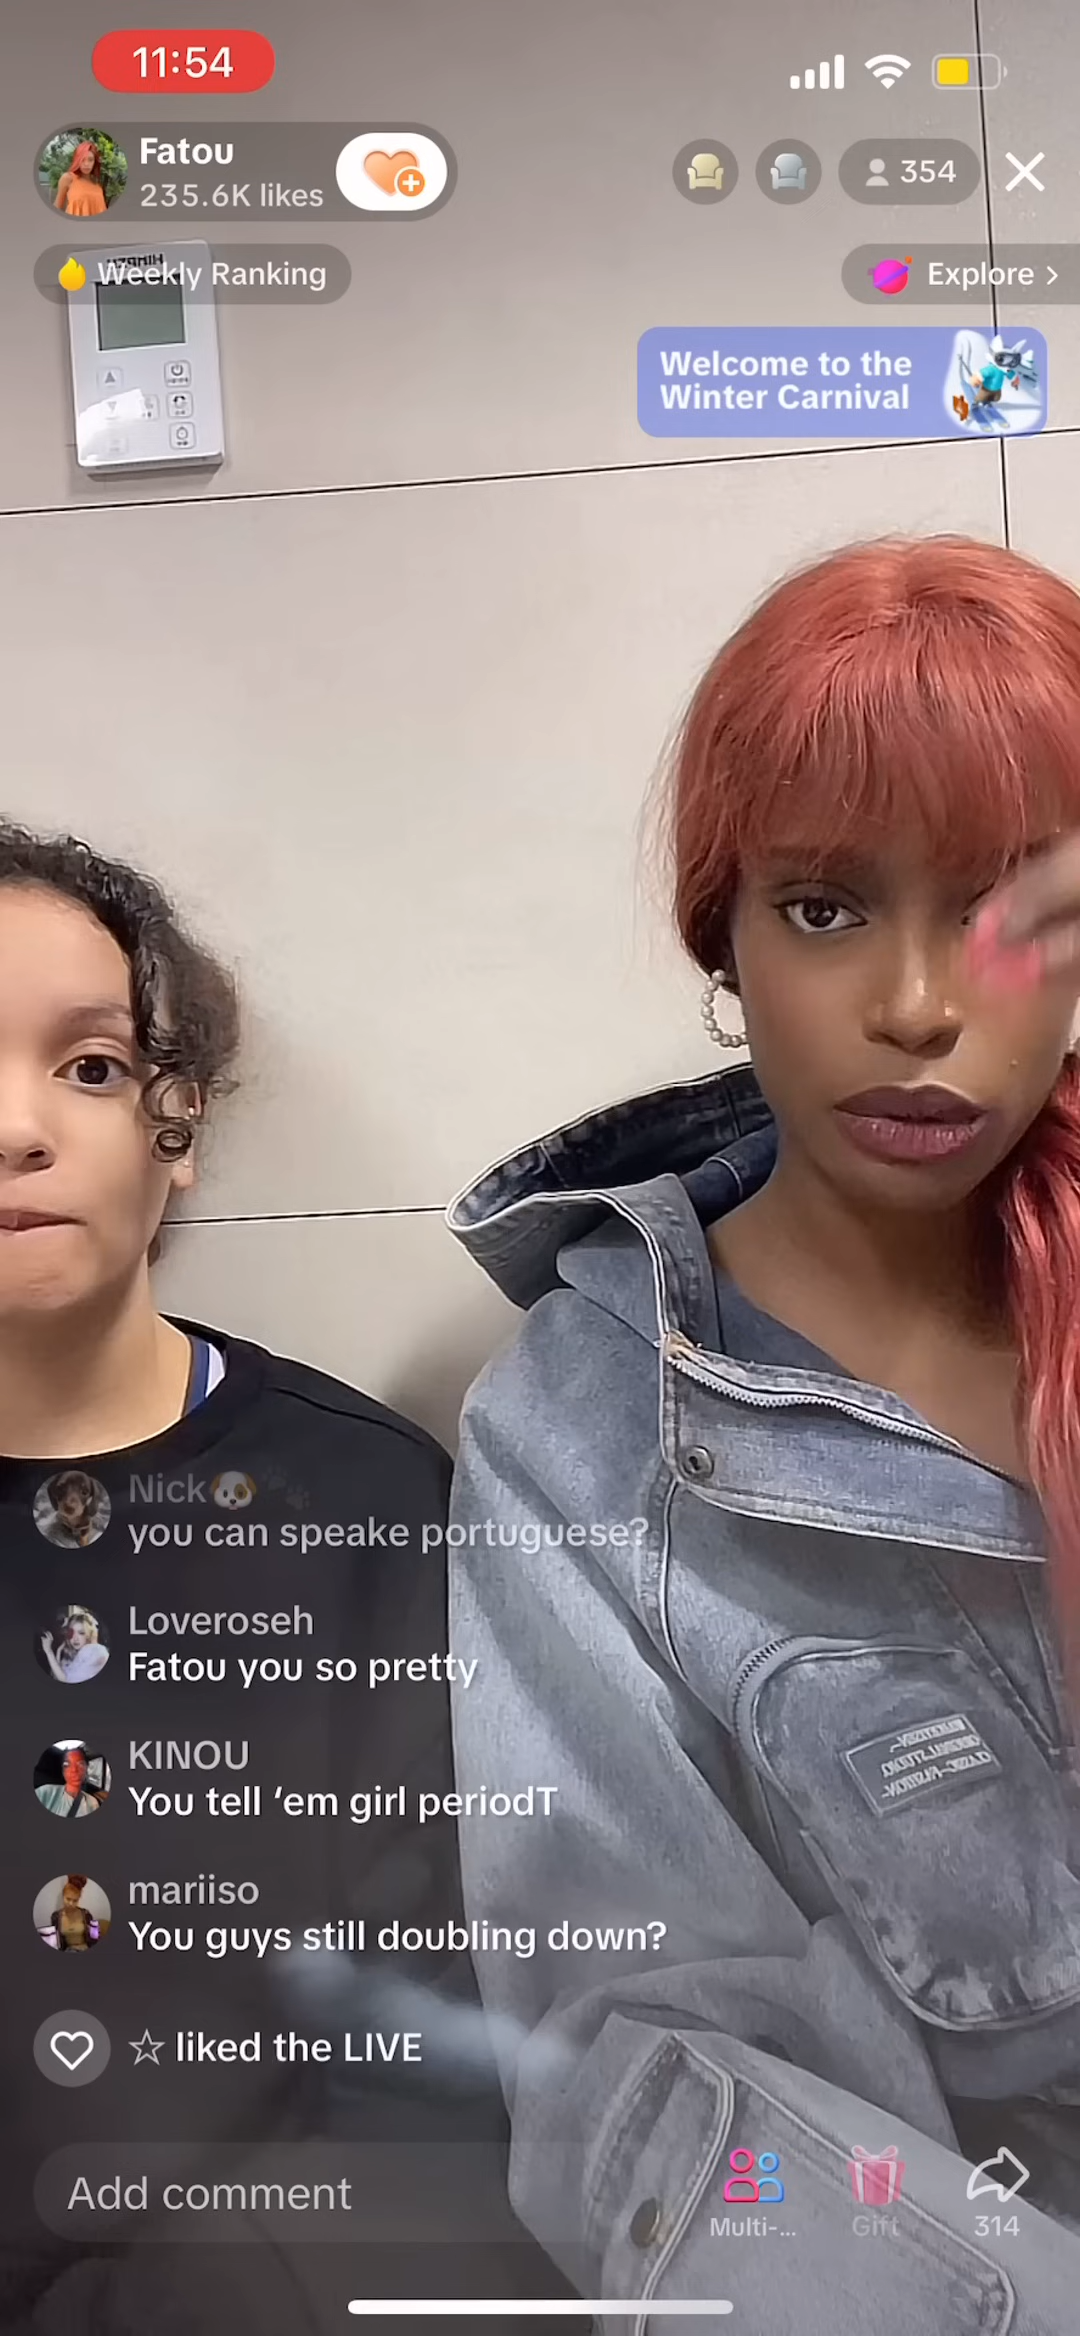 11:54
Fatou
235.6K likes
354
Weekly Ranking
Explore >
Welcome to the
Winter Carnival
Nick🐶🐾
you can speake portuguese?
Loveroseh
Fatou you so pretty
KINOU
You tell ‘em girl periodT
mariiso
You guys still doubling down?
☆ liked the LIVE
Add comment
Multi-...
Gift
314